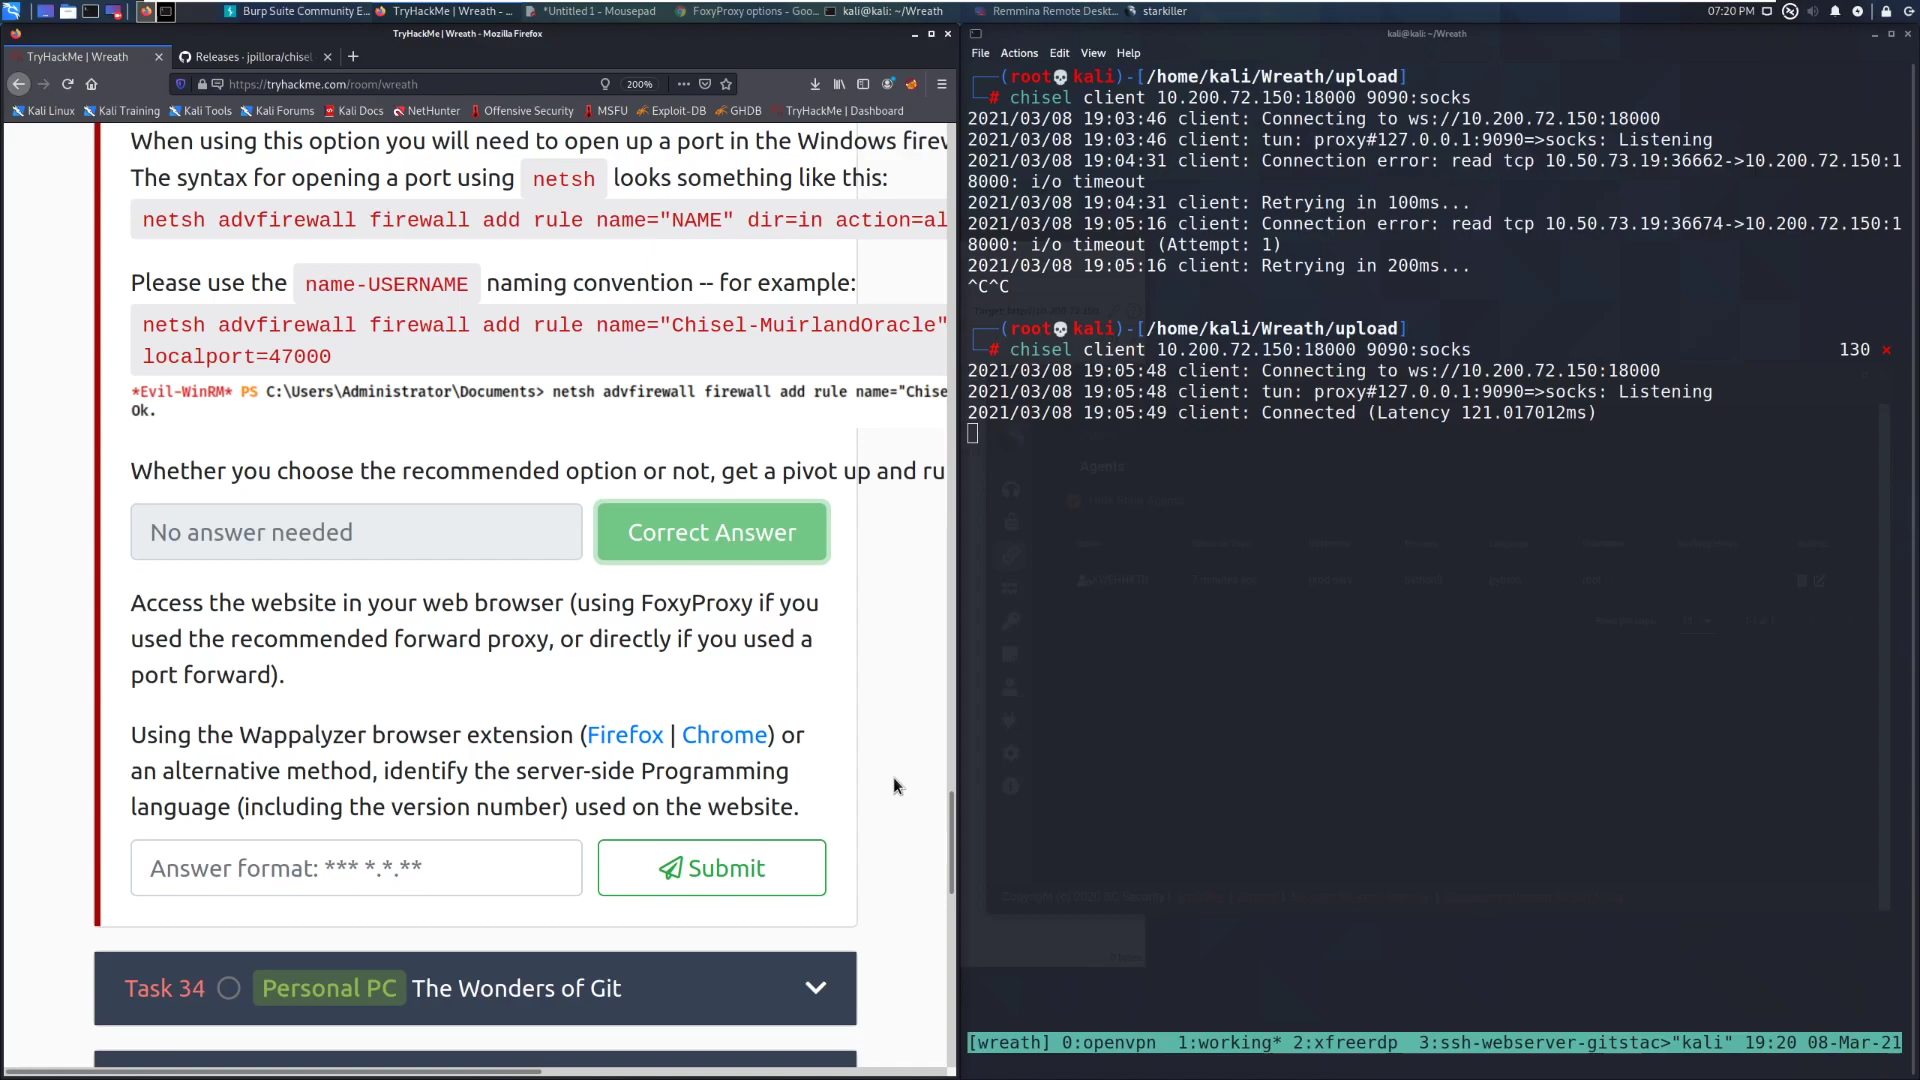 Burp Suite Community E...
TryHackMe | Wreath - ...
*Untitled 1 - Mousepad
FoxyProxy options - Goo...
kali@kali: ~/Wreath
Remmina Remote Deskt...
starkiller
07:20 PM
TryHackMe | Wreath - Mozilla Firefox
TryHackMe | Wreath
Releases · jpillora/chisel
https://tryhackme.com/room/wreath
200%
Kali Linux
Kali Training
Kali Tools
Kali Forums
Kali Docs
NetHunter
Offensive Security
MSFU
Exploit-DB
GHDB
TryHackMe | Dashboard
When using this option you will need to open up a port in the Windows firew
The syntax for opening a port using netsh looks something like this:
netsh advfirewall firewall add rule name="NAME" dir=in action=al
Please use the name-USERNAME naming convention -- for example:
netsh advfirewall firewall add rule name="Chisel-MuirlandOracle"
localport=47000
*Evil-WinRM* PS C:\Users\Administrator\Documents> netsh advfirewall firewall add rule name="Chise
Ok.
Whether you choose the recommended option or not, get a pivot up and ru
No answer needed
Correct Answer
Access the website in your web browser (using FoxyProxy if you
used the recommended forward proxy, or directly if you used a
port forward).
Using the Wappalyzer browser extension (Firefox | Chrome) or
an alternative method, identify the server-side Programming
language (including the version number) used on the website.
Answer format: *** *.*.**
Submit
Task 34
Personal PC
The Wonders of Git
kali@kali: ~/Wreath
File Actions Edit View Help
(root💀kali)-[/home/kali/Wreath/upload]
# chisel client 10.200.72.150:18000 9090:socks
2021/03/08 19:03:46 client: Connecting to ws://10.200.72.150:18000
2021/03/08 19:03:46 client: tun: proxy#127.0.0.1:9090=>socks: Listening
2021/03/08 19:04:31 client: Connection error: read tcp 10.50.73.19:36662->10.200.72.150:1
8000: i/o timeout
2021/03/08 19:04:31 client: Retrying in 100ms...
2021/03/08 19:05:16 client: Connection error: read tcp 10.50.73.19:36674->10.200.72.150:1
8000: i/o timeout (Attempt: 1)
2021/03/08 19:05:16 client: Retrying in 200ms...
^C^C
(root💀kali)-[/home/kali/Wreath/upload]
# chisel client 10.200.72.150:18000 9090:socks 130 ⨯
2021/03/08 19:05:48 client: Connecting to ws://10.200.72.150:18000
2021/03/08 19:05:48 client: tun: proxy#127.0.0.1:9090=>socks: Listening
2021/03/08 19:05:49 client: Connected (Latency 121.017012ms)
Agents
[wreath] 0:openvpn 1:working* 2:xfreerdp 3:ssh-webserver-gitstac>"kali" 19:20 08-Mar-21